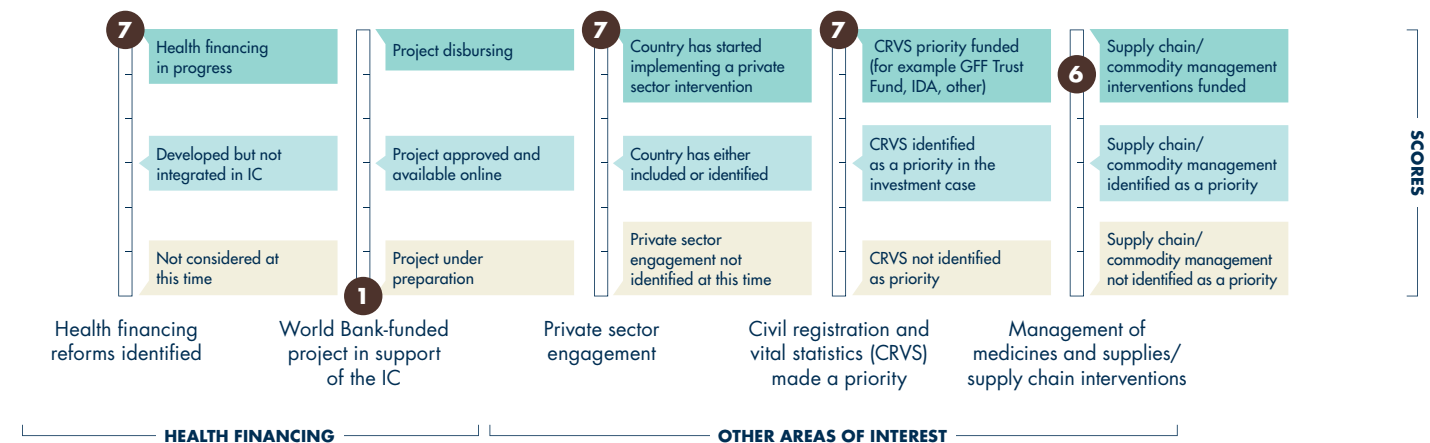 7
Health financing
in progress
Developed but not
integrated in IC
Not considered at
this time
Health financing
reforms identified
Project disbursing
Project approved and
available online
Project under
preparation
1
World Bank-funded
project in support
of the IC
7
Country has started
implementing a private
sector intervention
Country has either
included or identified
Private sector
engagement not
identified at this time
Private sector
engagement
7
CRVS priority funded
(for example GFF Trust
Fund, IDA, other)
CRVS identified
as a priority in the
investment case
CRVS not identified
as priority
Civil registration and
vital statistics (CRVS)
made a priority
6
Supply chain/
commodity management
interventions funded
Supply chain/
commodity management
identified as a priority
Supply chain/
commodity management
not identified as a priority
Management of
medicines and supplies/
supply chain interventions
SCORES
HEALTH FINANCING
OTHER AREAS OF INTEREST